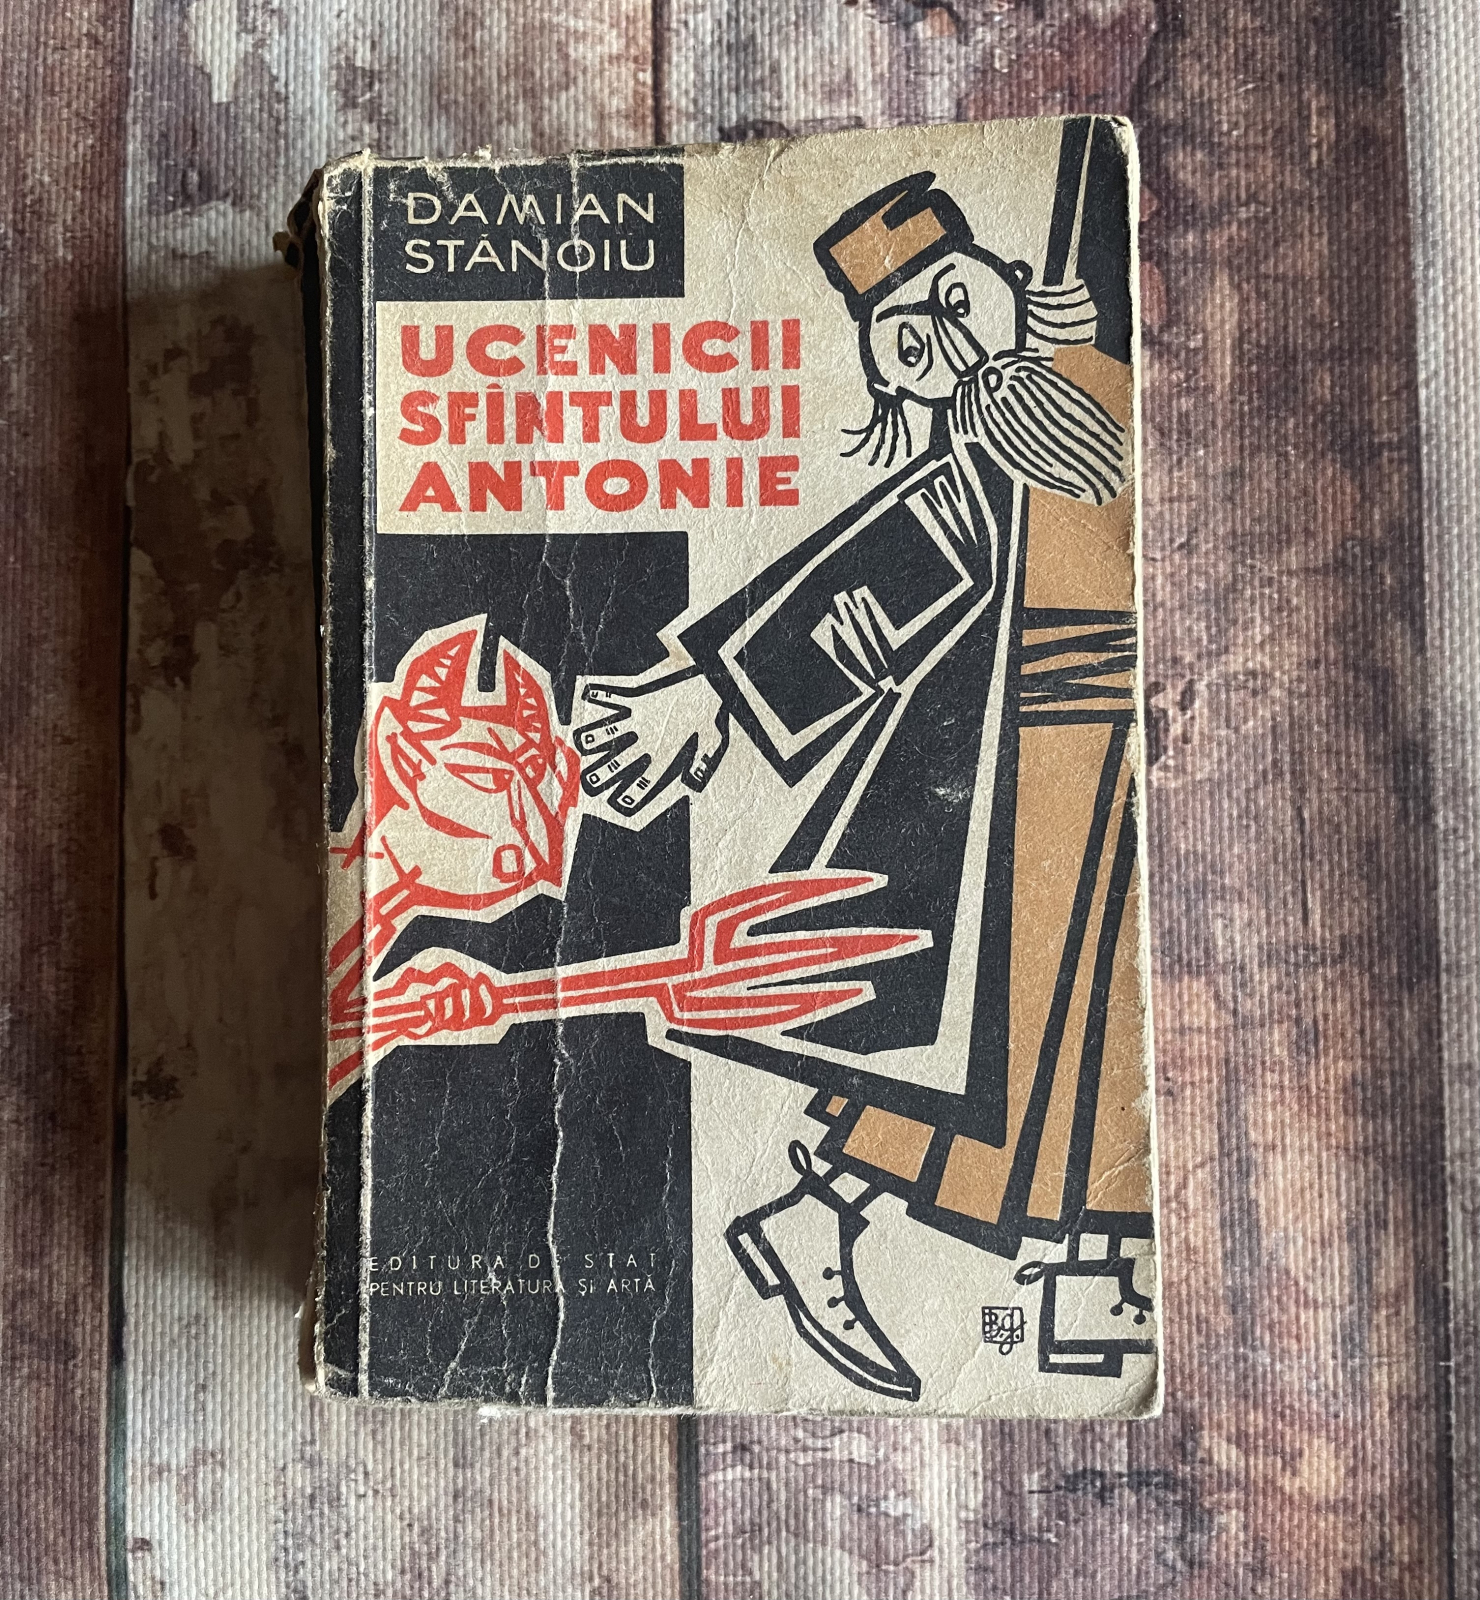 DAMIAN
STĂNOIU
UCENICII
SFÎNTULUI
ANTONIE
EDITURA DE STAT
PENTRU LITERATURĂ ȘI ARTĂ